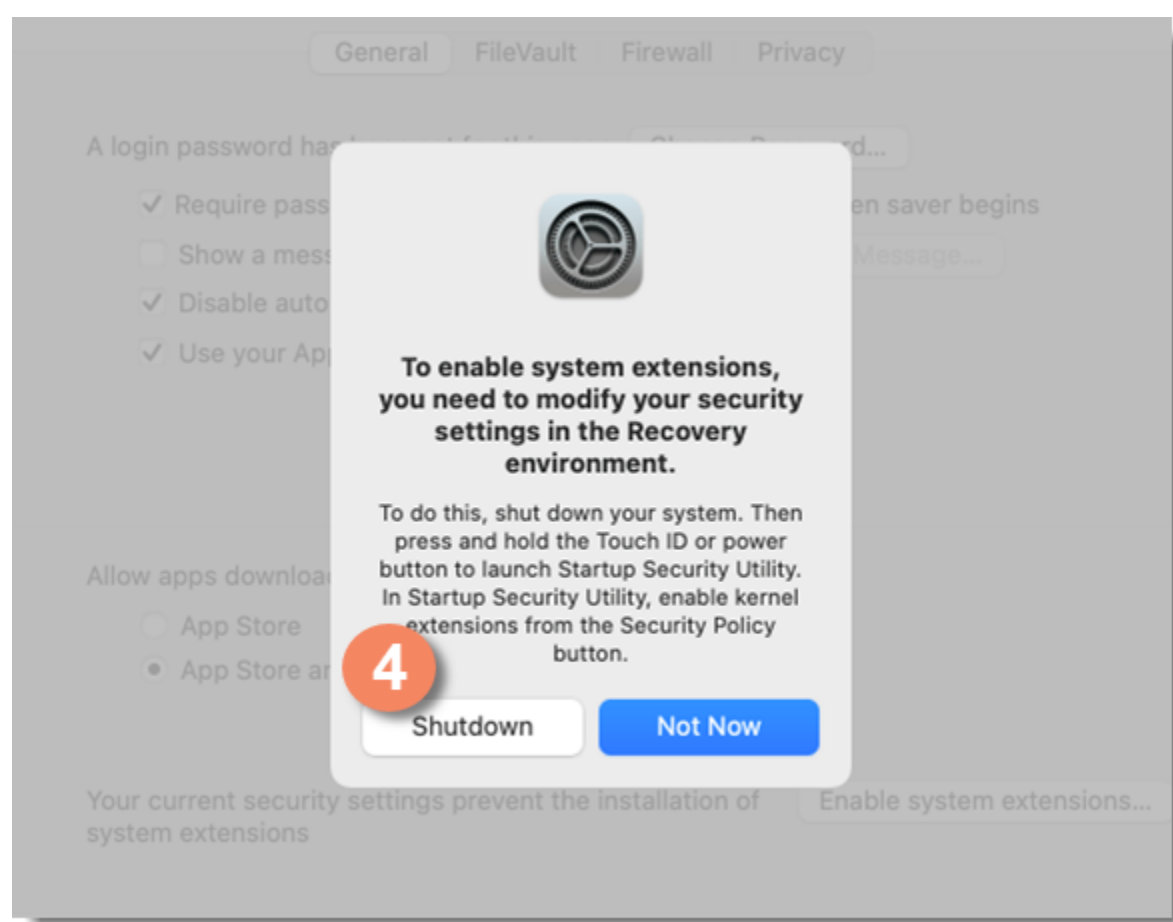 General FileVault Firewall Privacy
A login password has
Require pass en saver begins
Show a mess Message...
Disable auto
Use your App
To enable system extensions,
you need to modify your security
settings in the Recovery
environment.
To do this, shut down your system. Then
press and hold the Touch ID or power
button to launch Startup Security Utility.
In Startup Security Utility, enable kernel
extensions from the Security Policy
button.
Allow apps downloa
App Store
App Store an
4
Shutdown Not Now
Your current security settings prevent the installation of Enable system extensions...
system extensions